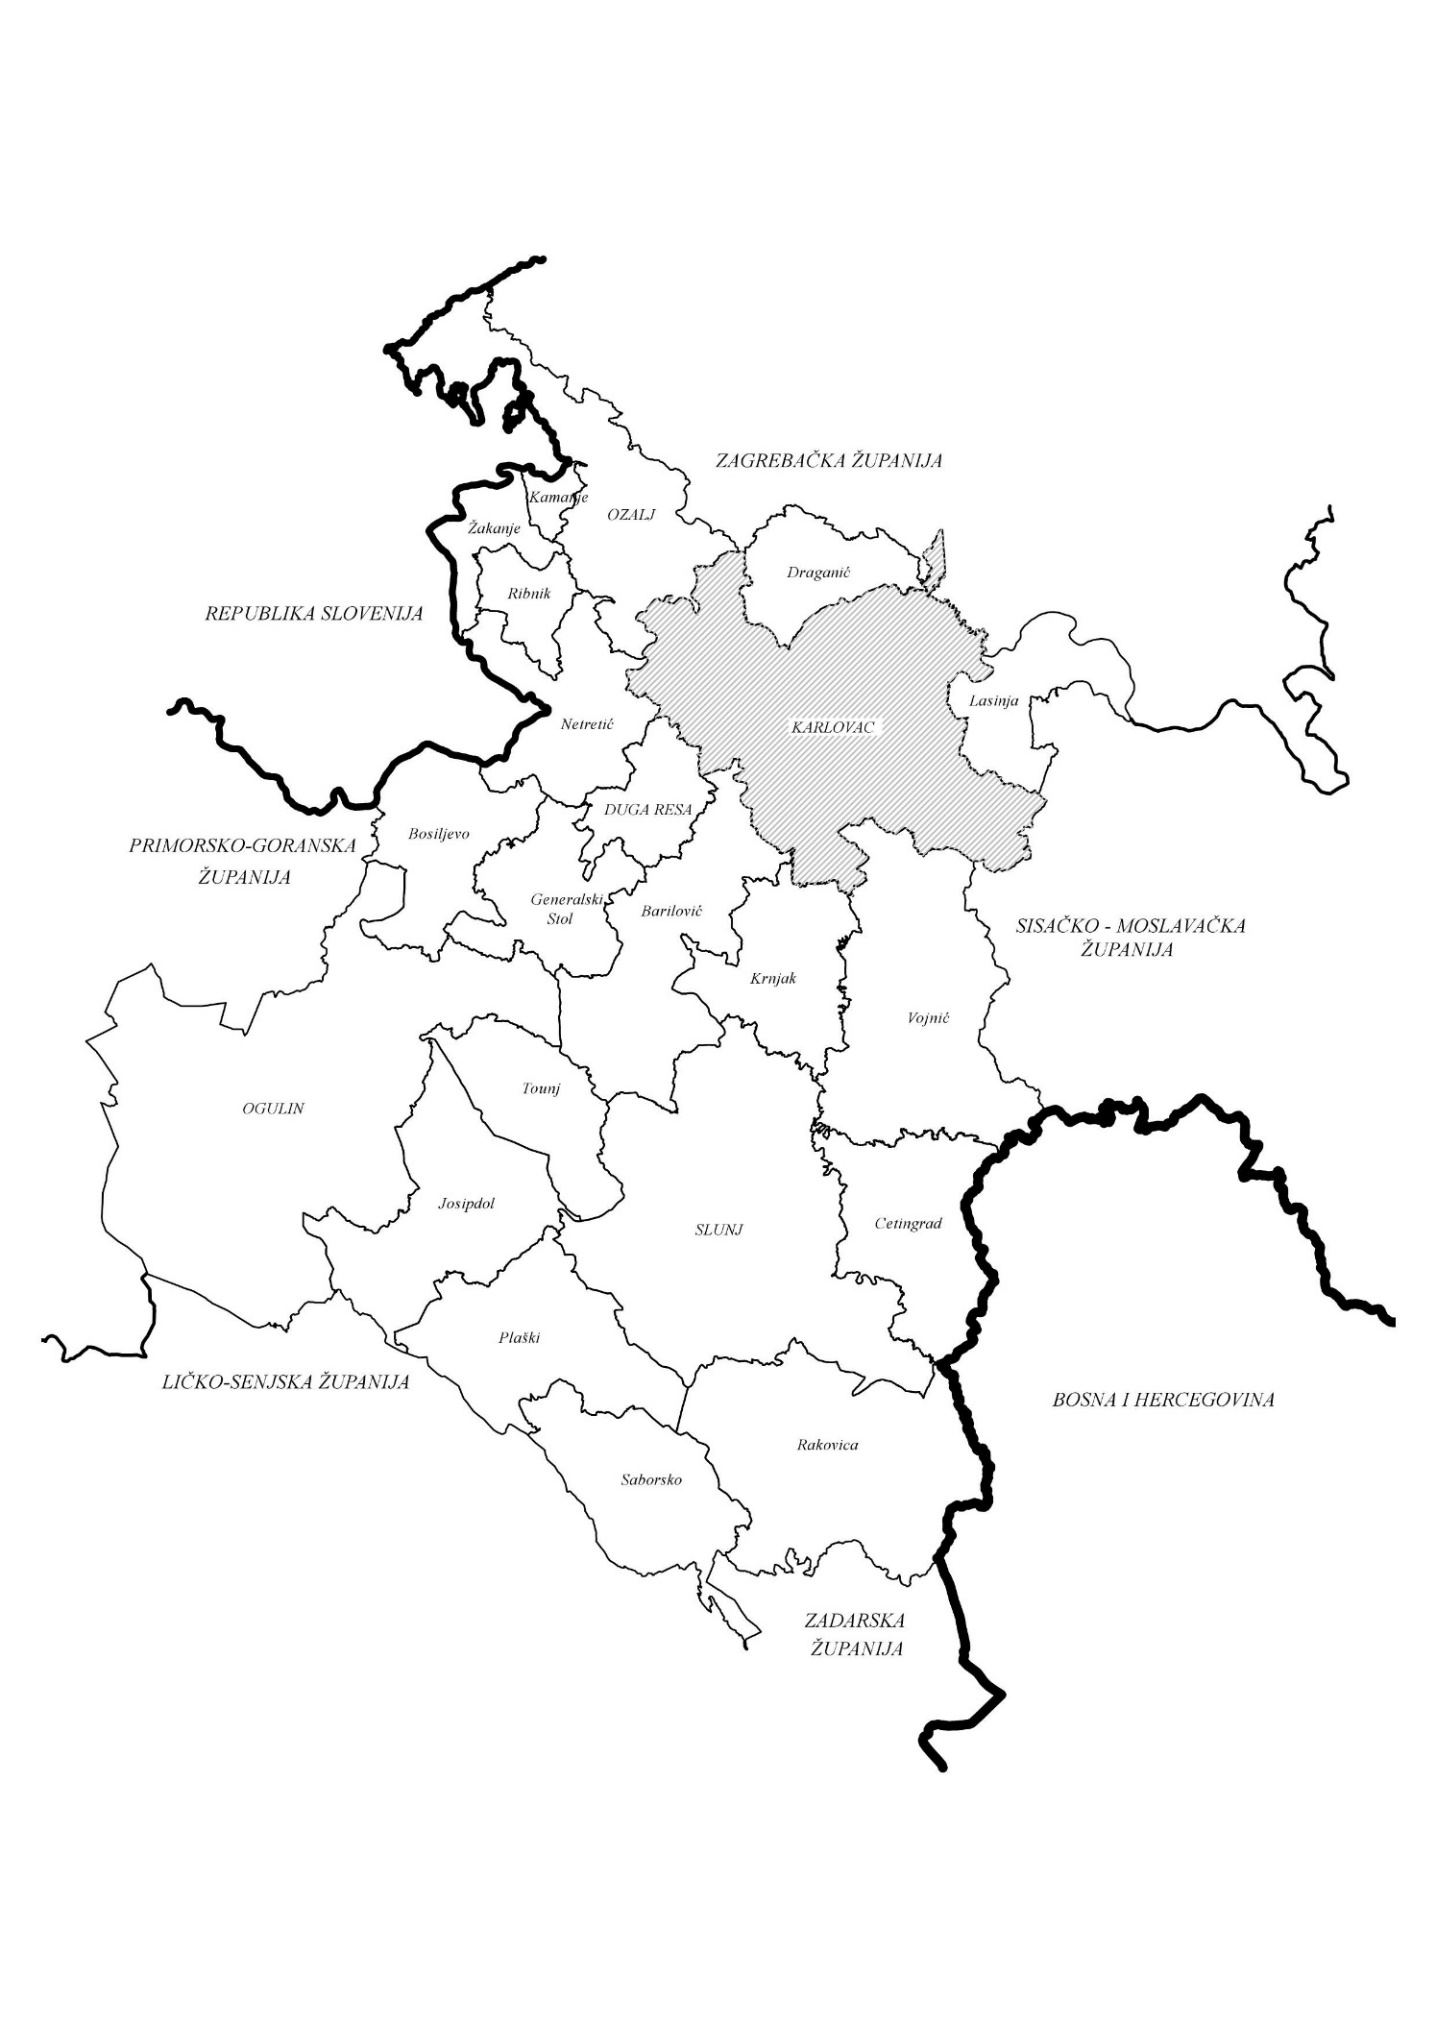 ZAGREBAČKA ŽUPANIJA
Kamanje
OZALJ
Žakanje
Draganić
Ribnik
REPUBLIKA SLOVENIJA
Lasinja
Netretić
KARLOVAC
DUGA RESA
Bosiljevo
PRIMORSKO-GORANSKA
ŽUPANIJA
Generalski
Stol
Barilović
SISAČKO - MOSLAVAČKA
ŽUPANIJA
Krnjak
Vojnić
Tounj
OGULIN
Josipdol
SLUNJ
Cetingrad
Plaški
LIČKO-SENJSKA ŽUPANIJA
BOSNA I HERCEGOVINA
Rakovica
Saborsko
ZADARSKA
ŽUPANIJA